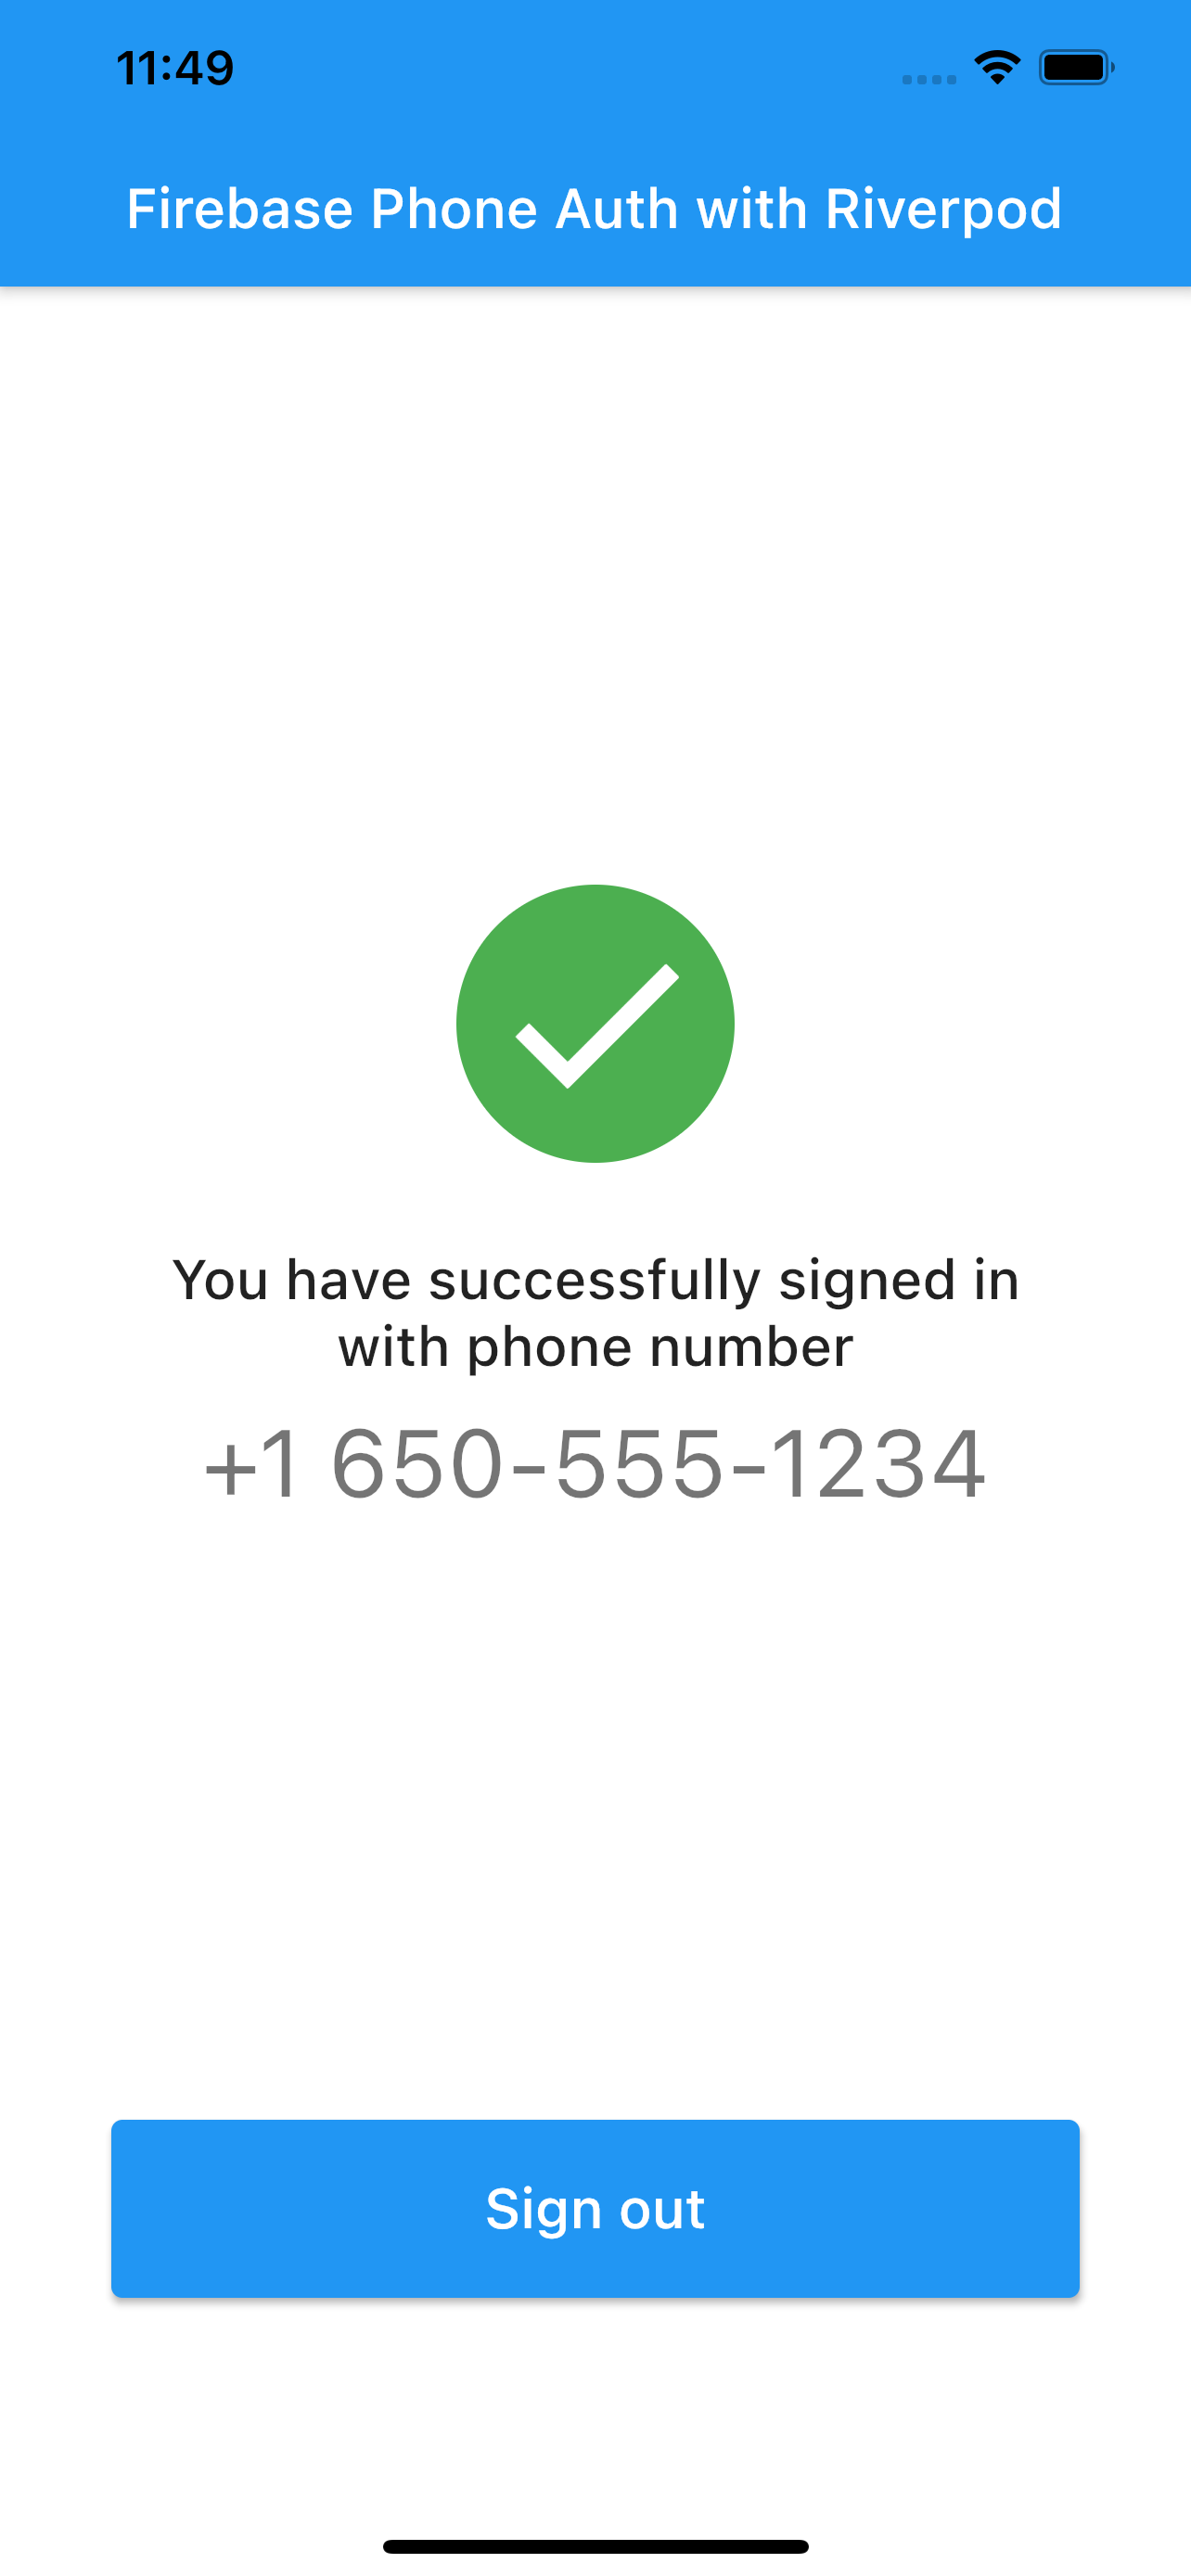 11:49
Firebase Phone Auth with Riverpod
You have successfully signed in
with phone number
+1 650-555-1234
Sign out